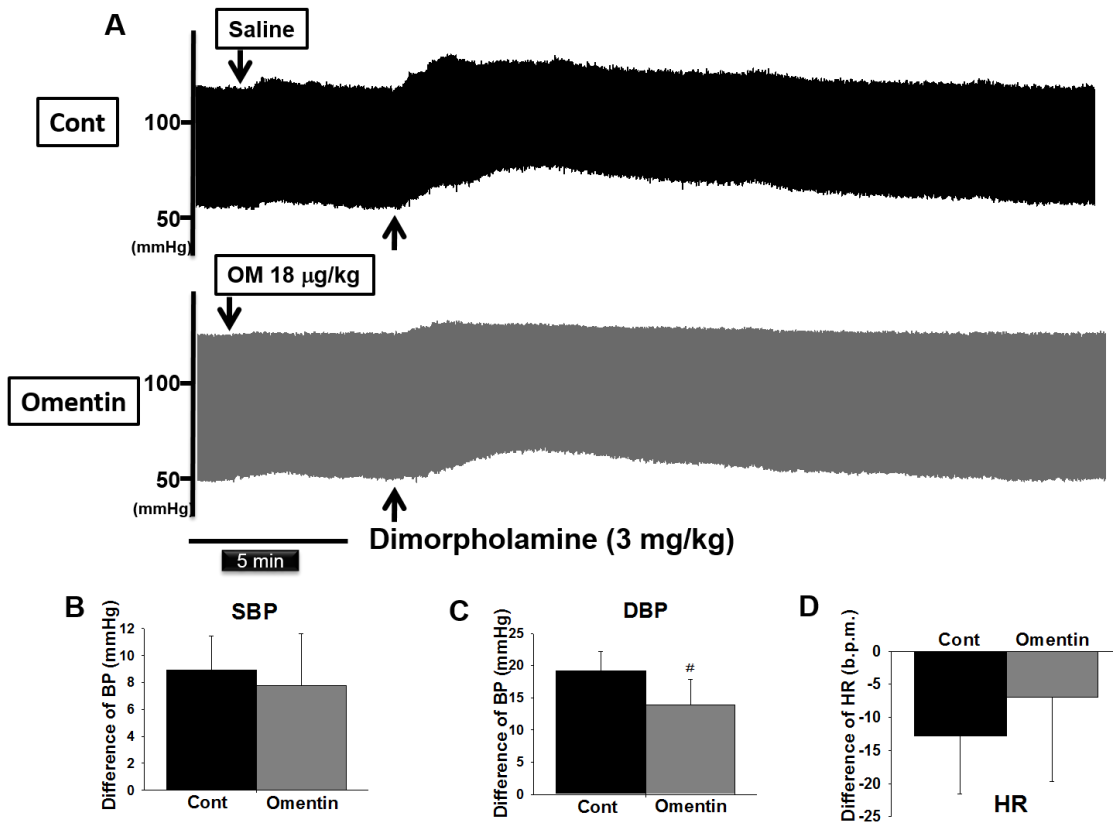 A
Saline
Cont
100
50
(mmHg)
OM 18 μg/kg
Omentin
100
50
(mmHg)
5 min
Dimorpholamine (3 mg/kg)
B
SBP
Difference of BP (mmHg)
12
10
8
6
4
2
0
Cont Omentin
C
DBP
Difference of BP (mmHg)
25
20
15
10
5
0
#
Cont Omentin
D
Cont Omentin
Difference of HR (b.p.m.)
0
-5
-10
-15
-20
-25
HR